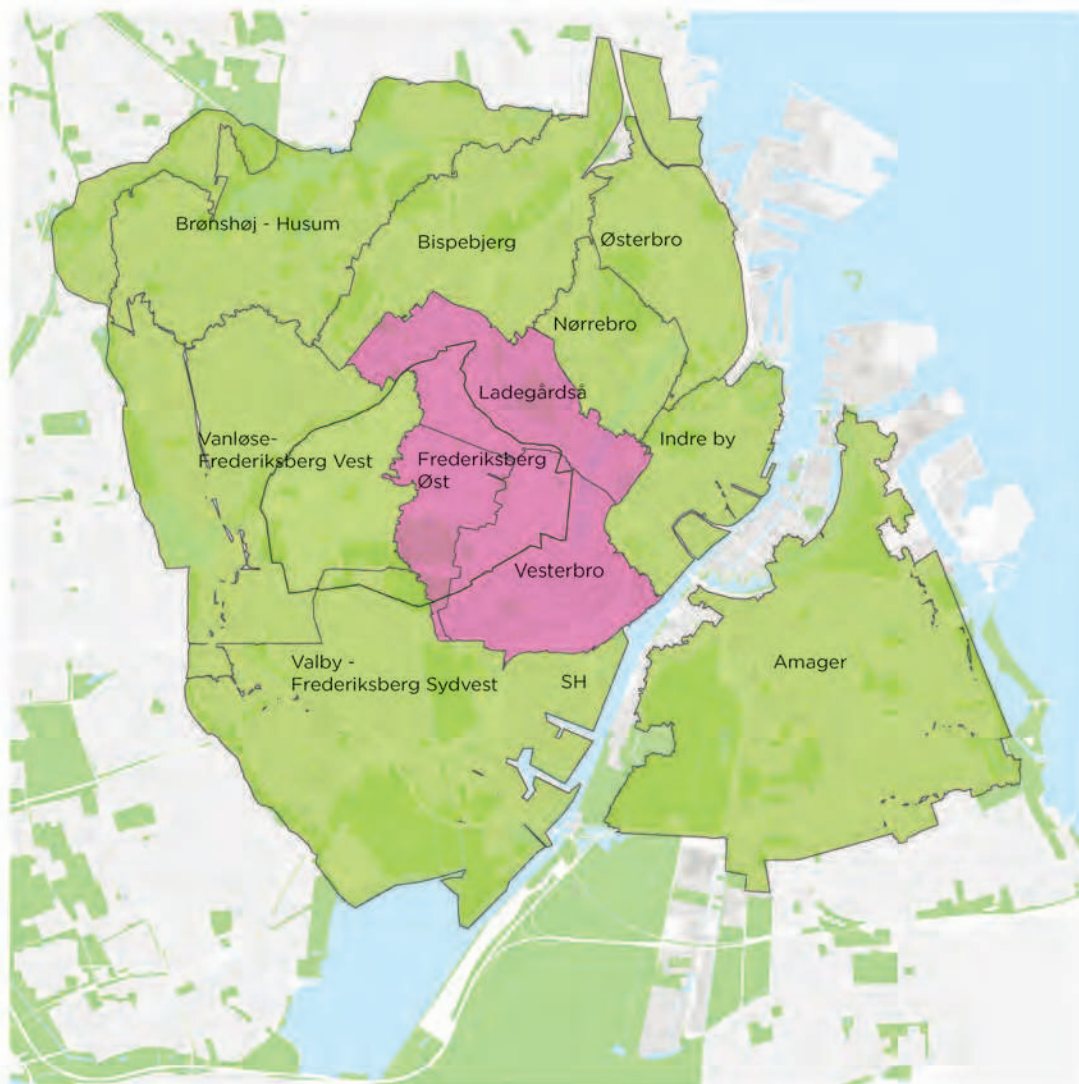 Brønshøj - Husum
Bispebjerg
Østerbro
Nørrebro
Ladegårdså
Indre by
Vanløse-
Frederiksberg Vest
Frederiksberg
Øst
Vesterbro
Valby -
Frederiksberg Sydvest
SH
Amager